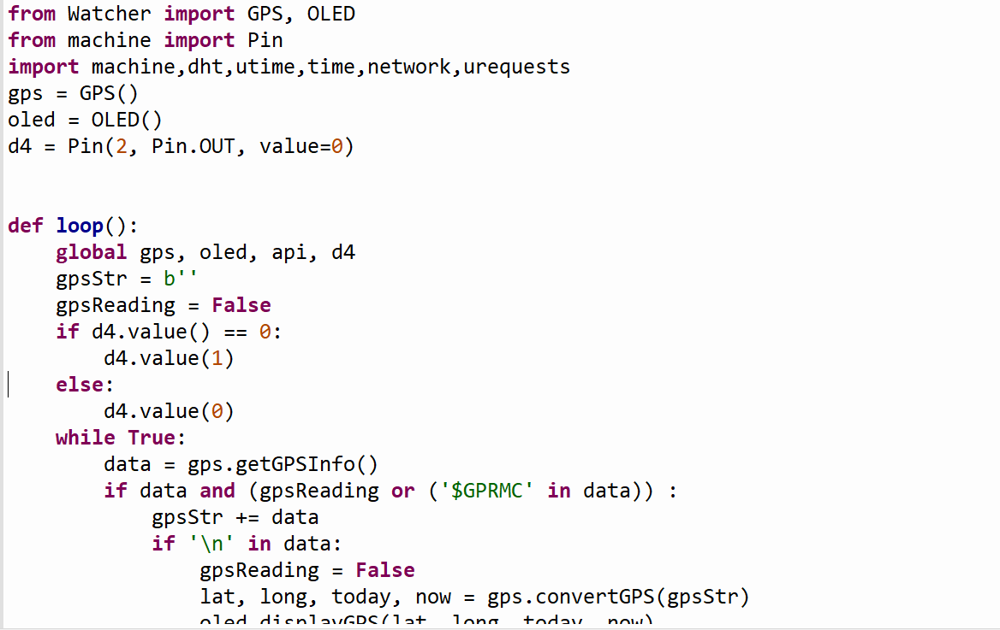 from Watcher import GPS, OLED
from machine import Pin
import machine,dht,utime,time,network,urequests
gps = GPS()
oled = OLED()
d4 = Pin(2, Pin.OUT, value=0)


def loop():
    global gps, oled, api, d4
    gpsStr = b''
    gpsReading = False
    if d4.value() == 0:
        d4.value(1)
    else:
        d4.value(0)
    while True:
        data = gps.getGPSInfo()
        if data and (gpsReading or ('$GPRMC' in data)) :
            gpsStr += data
            if '\n' in data:
                gpsReading = False
                lat, long, today, now = gps.convertGPS(gpsStr)
                oled.displayGPS(lat, long, today, now)